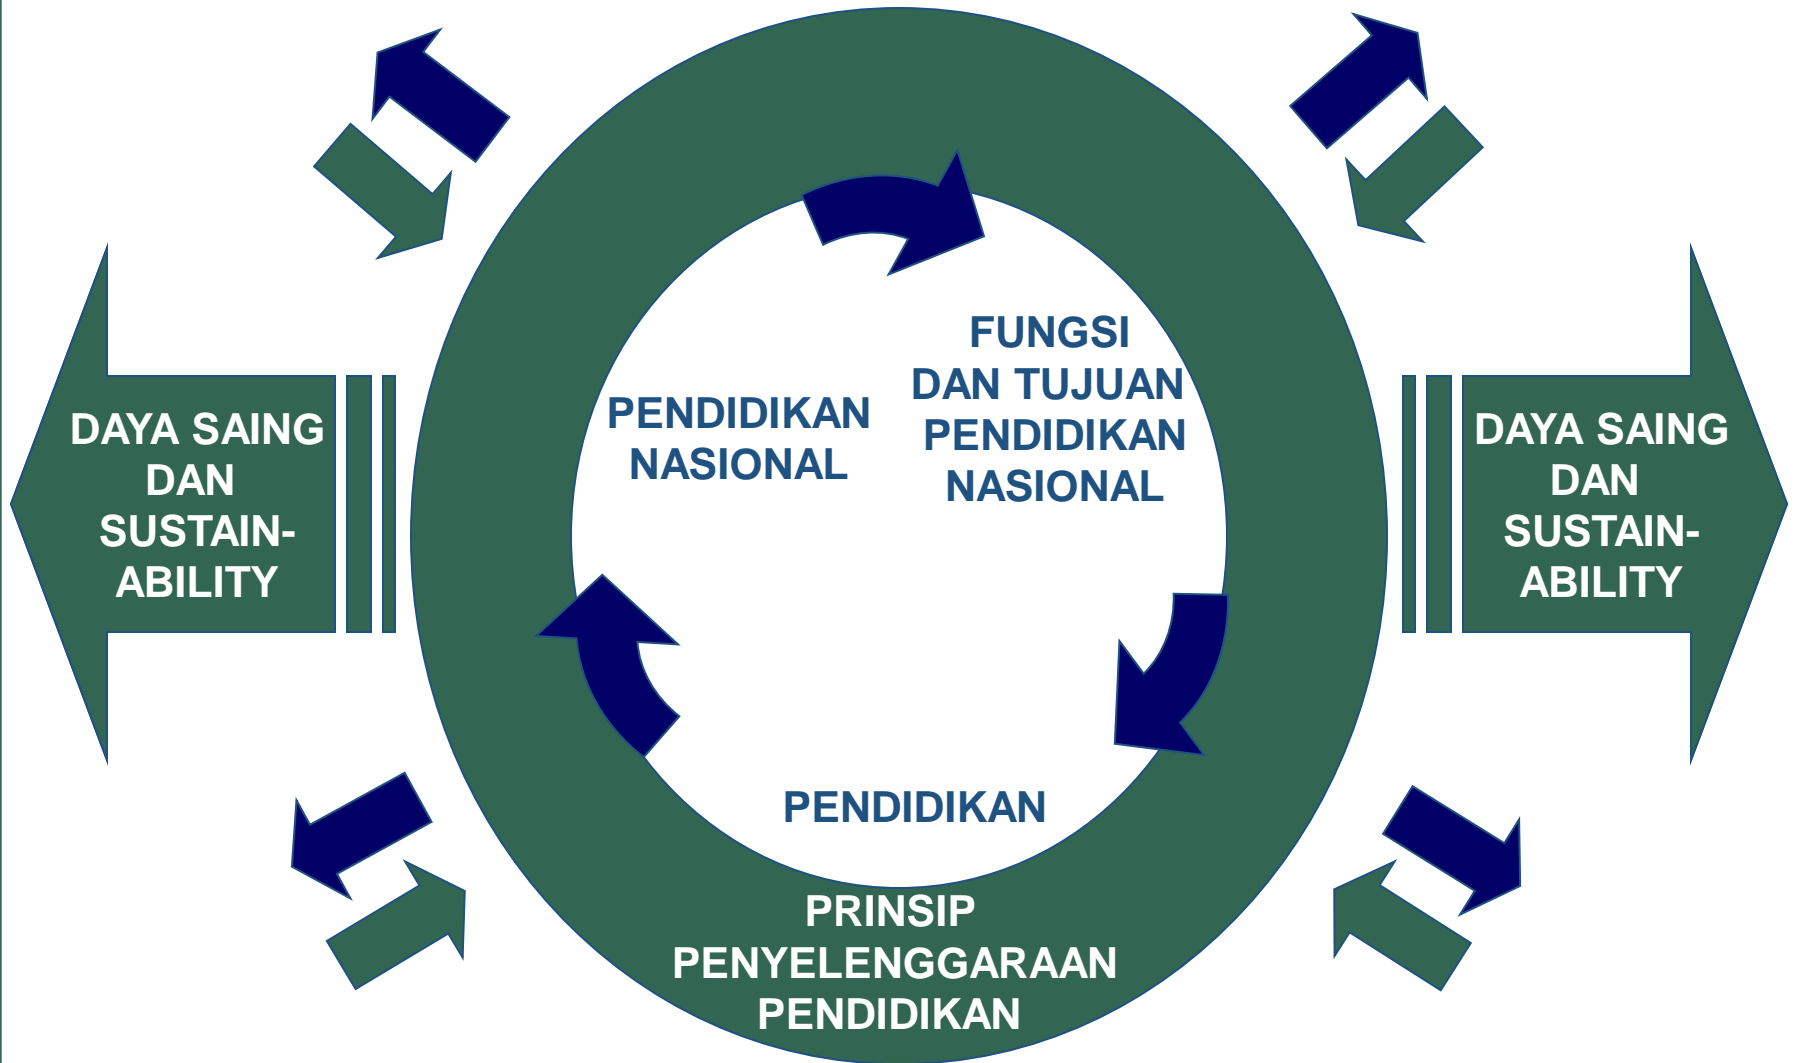 FUNGSI
DAN TUJUAN
PENDIDIKAN
NASIONAL
PENDIDIKAN
NASIONAL
DAYA SAING
DAN
SUSTAIN-
ABILITY
DAYA SAING
DAN
SUSTAIN-
ABILITY
PENDIDIKAN
PRINSIP
PENYELENGGARAAN
PENDIDIKAN